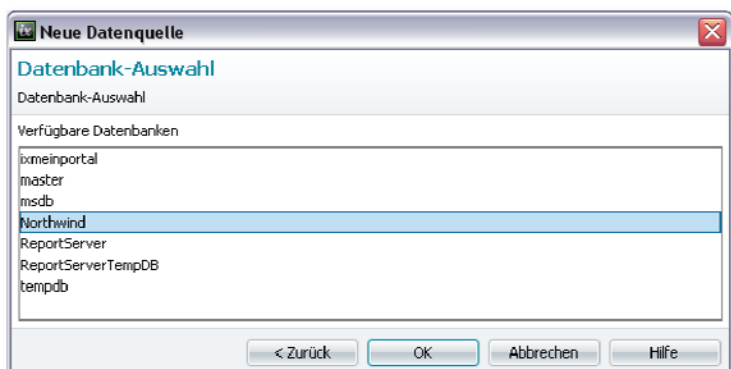 ix Neue Datenquelle
Datenbank-Auswahl
Datenbank-Auswahl
Verfügbare Datenbanken
ixmeinportal
master
msdb
Northwind
ReportServer
ReportServerTempDB
tempdb
< Zurück OK Abbrechen Hilfe